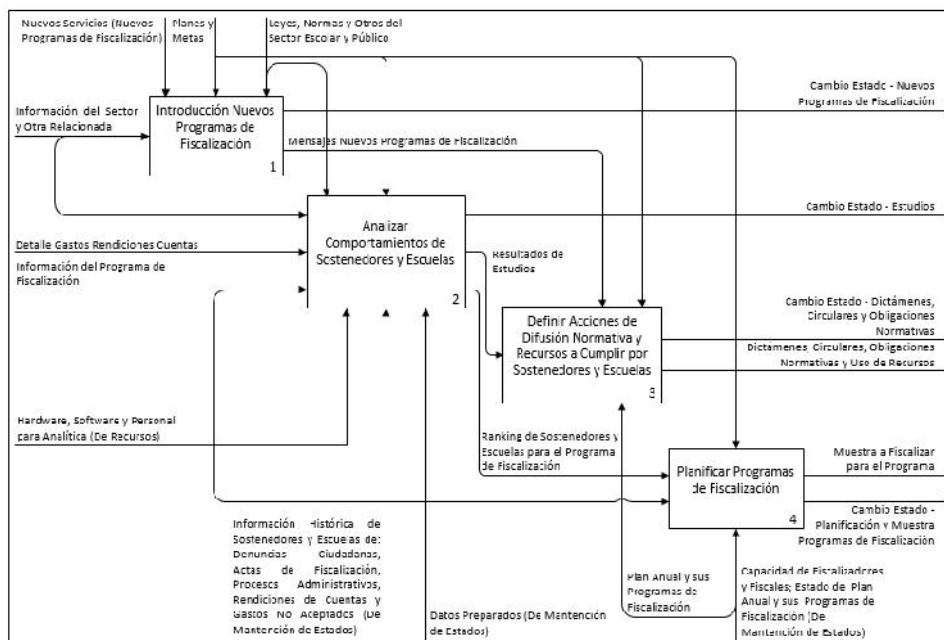 Nuevos Servicios (Nuevos
Programas de Fiscalización)
Planes y
Metas
Leyes, Normas y Otros del
Sector Escolar y Público
Información del Sector
y Otra Relacionada
Introducción Nuevos
Programas de
Fiscalización
1
Cambio Estado - Nuevos
Programas de Fiscalización
Mensajes Nuevos Programas de Fiscalización
Analizar
Comportamientos de
Sostenedores y Escuelas
2
Cambio Estado - Estudios
Detalle Gastos Rendiciones Cuentas
Información del Programa de
Fiscalización
Resultados de
Estudios
Definir Acciones de
Difusión Normativa y
Recursos a Cumplir por
Sostenedores y Escuelas
3
Cambio Estado - Dictámenes,
Circulares y Obligaciones
Normativas
Dictámenes, Circulares, Obligaciones
Normativas y Uso de Recursos
Hardware, Software y Personal
para Analítica (De Recursos)
Ranking de Sostenedores y
Escuelas para el Programa
de Fiscalización
Planificar Programas
de Fiscalización
4
Muestra a Fiscalizar
para el Programa
Cambio Estado -
Planificación y Muestra
Programas de Fiscalización
Información Histórica de
Sostenedores y Escuelas de:
Denuncias Ciudadanas,
Actas de Fiscalización,
Procesos Administrativos,
Rendiciones de Cuentas y
Gastos No Aceptados (De
Mantención de Estados)
Datos Preparados (De Mantención
de Estados)
Plan Anual y sus
Programas de
Fiscalización
Capacidad de Fiscalizadores
y Fiscales; Estado de Plan
Anual y sus Programas de
Fiscalización (De
Mantención de Estados)